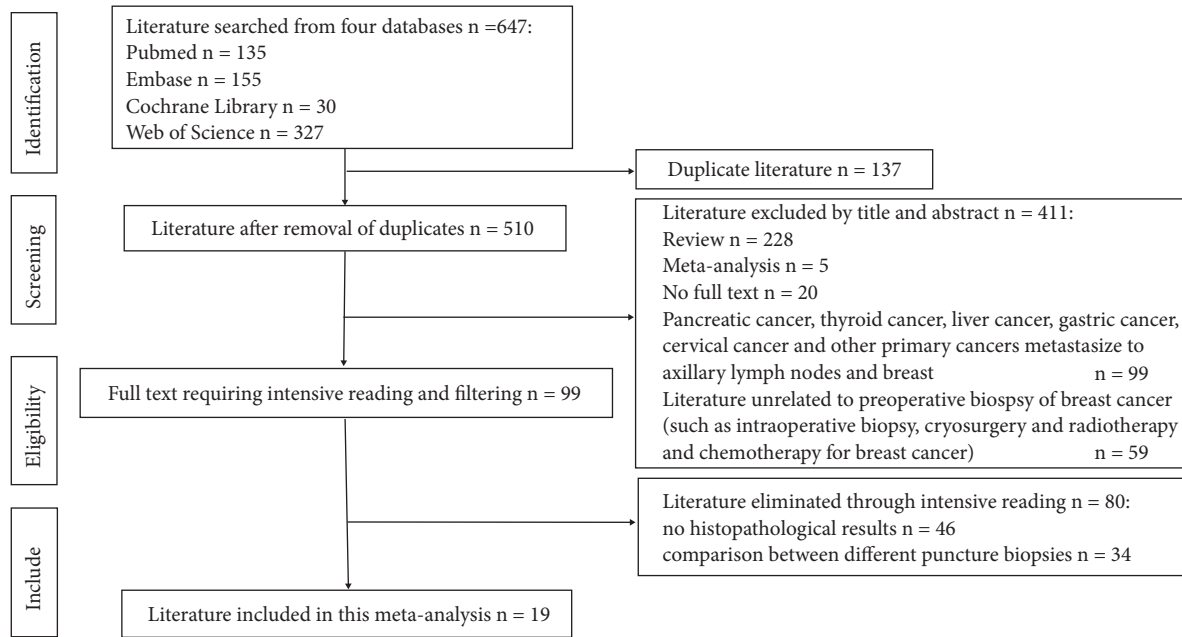 Identification
Literature searched from four databases n =647:
Pubmed n = 135
Embase n = 155
Cochrane Library n = 30
Web of Science n = 327
Duplicate literature n = 137
Screening
Literature after removal of duplicates n = 510
Literature excluded by title and abstract n = 411:
Review n = 228
Meta-analysis n = 5
No full text n = 20
Pancreatic cancer, thyroid cancer, liver cancer, gastric cancer,
cervical cancer and other primary cancers metastasize to
axillary lymph nodes and breast n = 99
Literature unrelated to preoperative biospsy of breast cancer
(such as intraoperative biopsy, cryosurgery and radiotherapy
and chemotherapy for breast cancer) n = 59
Eligibility
Full text requiring intensive reading and filtering n = 99
Literature eliminated through intensive reading n = 80:
no histopathological results n = 46
comparison between different puncture biopsies n = 34
Include
Literature included in this meta-analysis n = 19